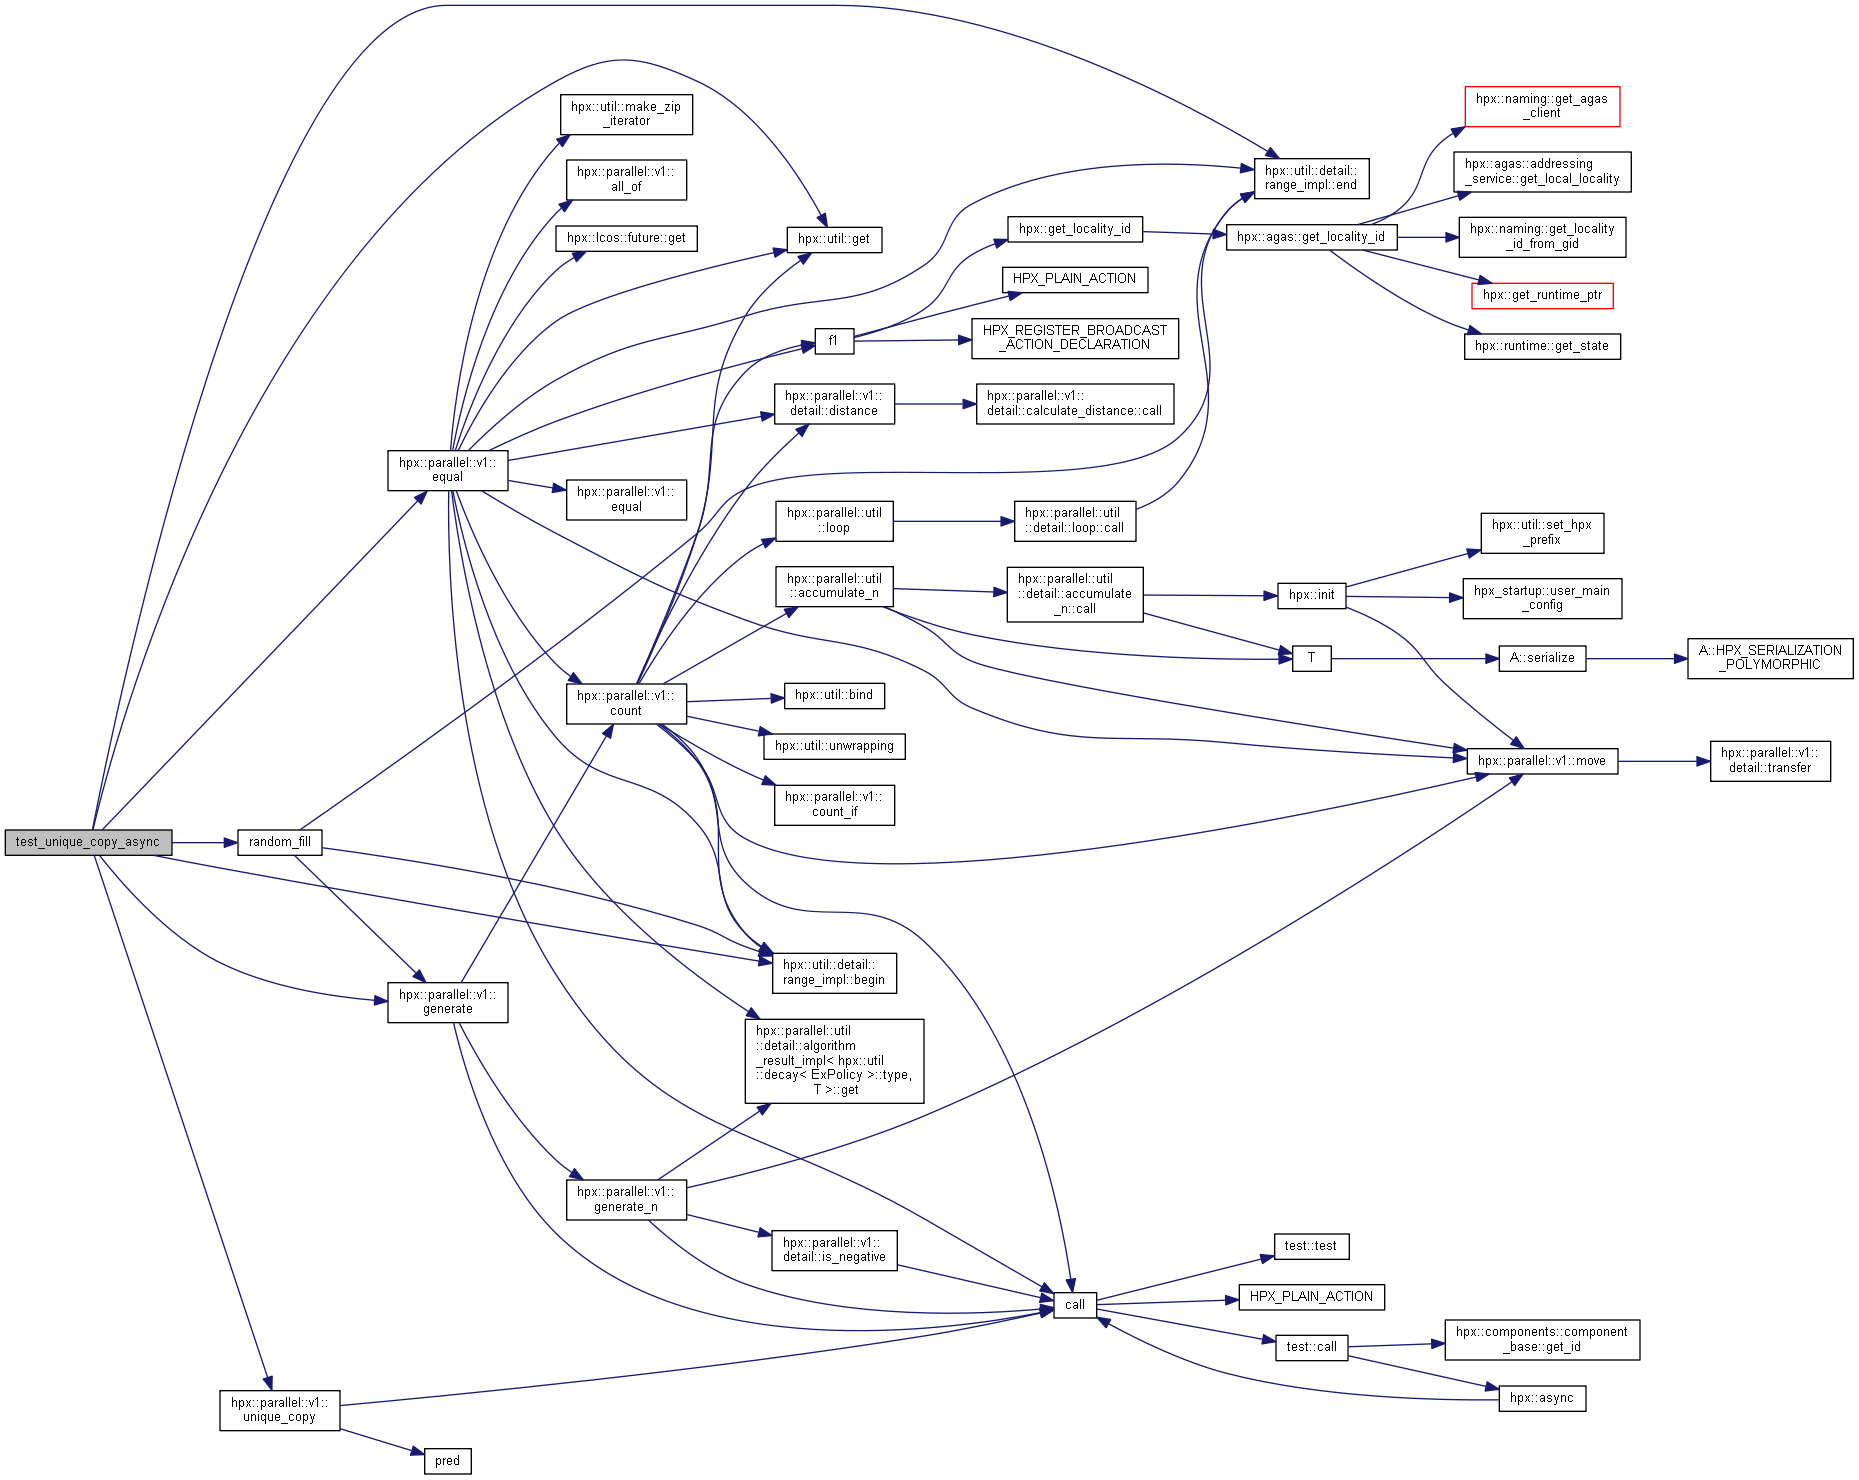 hpx::naming::get_agas
_client
hpx::util::make_zip
_iterator
hpx::agas::addressing
_service::get_local_locality
hpx::parallel::v1::
all_of
hpx::util::detail::
range_impl::end
hpx::lcos::future::get
hpx::util::get
hpx::get_locality_id
hpx::agas::get_locality_id
hpx::naming::get_locality
_id_from_gid
HPX_PLAIN_ACTION
hpx::get_runtime_ptr
f1
HPX_REGISTER_BROADCAST
_ACTION_DECLARATION
hpx::runtime::get_state
hpx::parallel::v1::
detail::distance
hpx::parallel::v1::
detail::calculate_distance::call
hpx::parallel::v1::
equal
hpx::parallel::v1::
equal
hpx::parallel::util
::loop
hpx::parallel::util
::detail::loop::call
hpx::util::set_hpx
_prefix
hpx::parallel::util
::accumulate_n
hpx::parallel::util
::detail::accumulate
_n::call
hpx::init
hpx_startup::user_main
_config
T
A::serialize
A::HPX_SERIALIZATION
_POLYMORPHIC
hpx::parallel::v1::
count
hpx::util::bind
hpx::util::unwrapping
hpx::parallel::v1::move
hpx::parallel::v1::
detail::transfer
hpx::parallel::v1::
count_if
test_unique_copy_async
random_fill
hpx::util::detail::
range_impl::begin
hpx::parallel::v1::
generate
hpx::parallel::util
::detail::algorithm
_result_impl< hpx::util
::decay< ExPolicy >::type,
T >::get
hpx::parallel::v1::
generate_n
hpx::parallel::v1::
detail::is_negative
test::test
call
HPX_PLAIN_ACTION
test::call
hpx::components::component
_base::get_id
hpx::async
hpx::parallel::v1::
unique_copy
pred